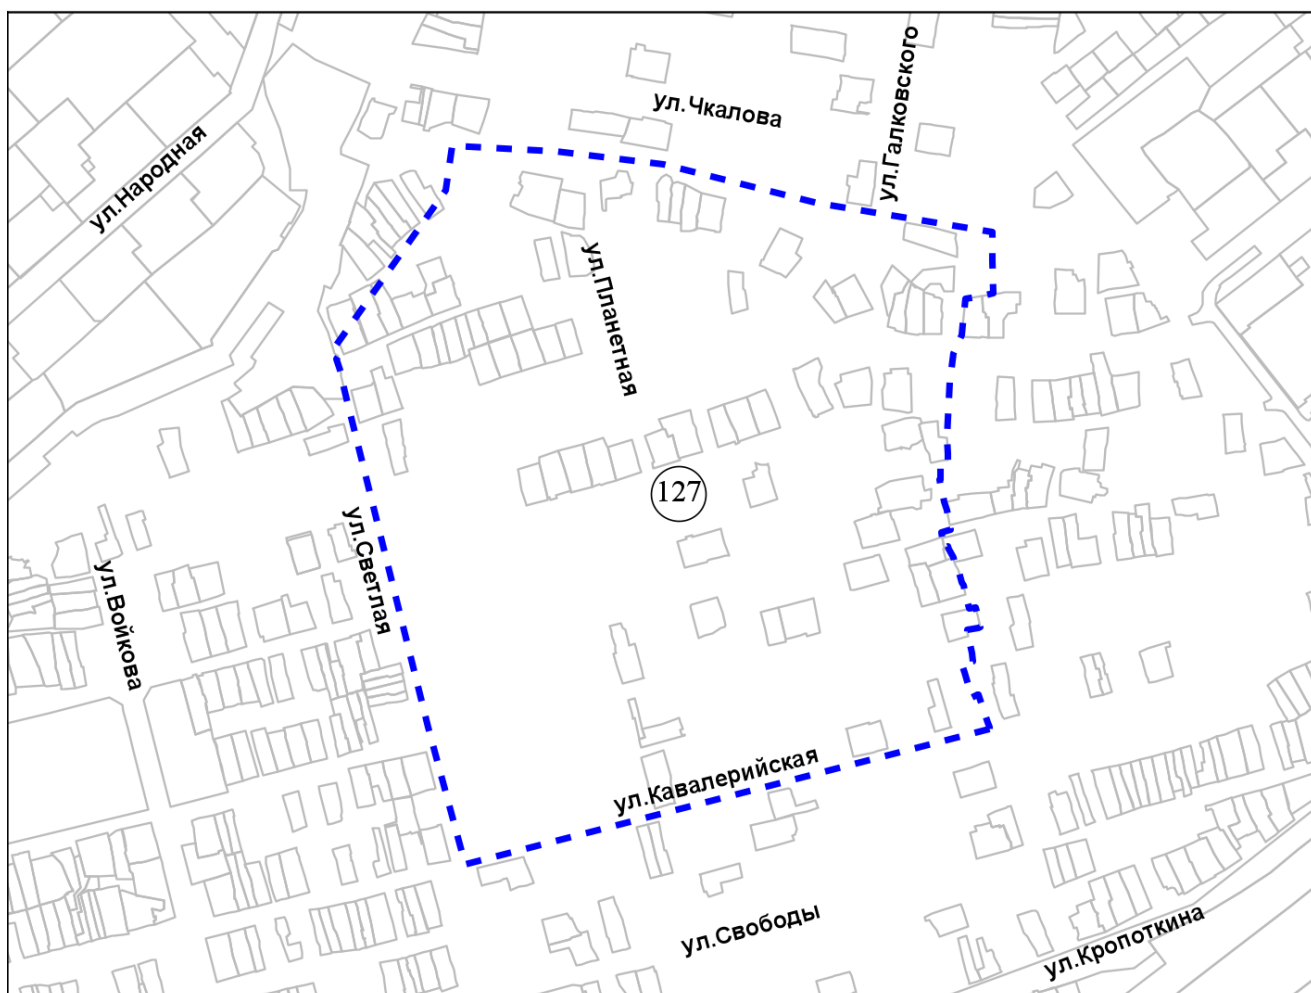 ул.Чкалова
ул.Галковского
ул.Народная
ул.Планетная
127
ул.Светлая
ул.Войкова
ул.Кавалерийская
ул.Свободы
ул.Кропоткина